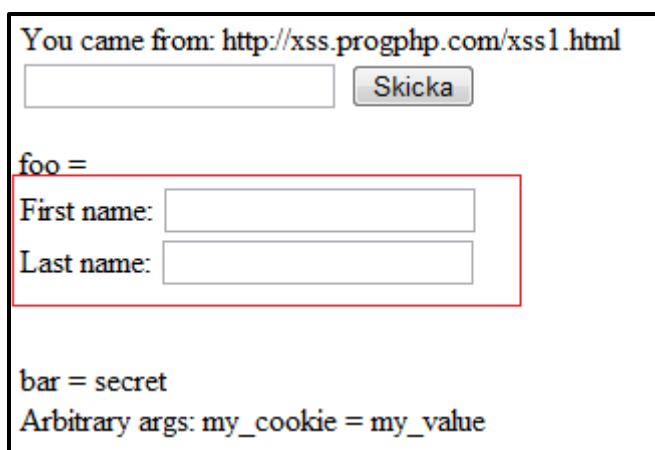 You came from: http://xss.progphp.com/xss1.html
Skicka
foo =
First name:
Last name:
bar = secret
Arbitrary args: my_cookie = my_value